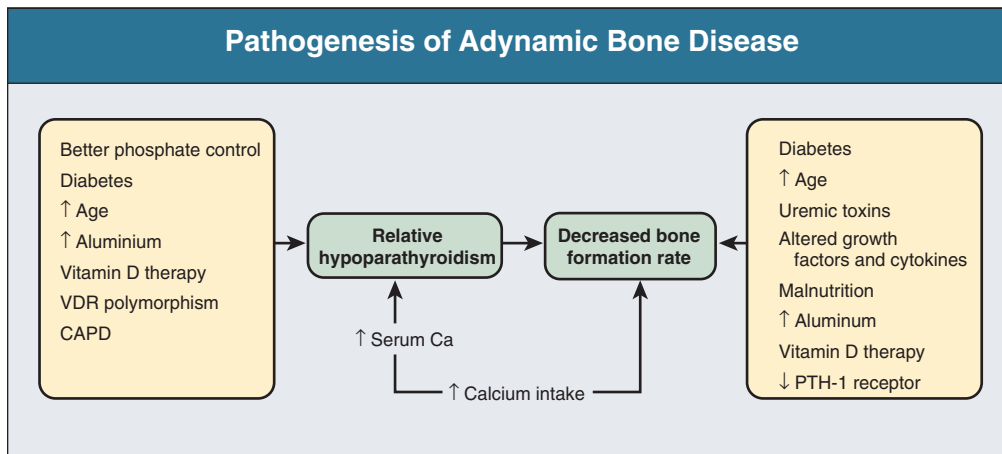 Pathogenesis of Adynamic Bone Disease
Better phosphate control
Diabetes
↑ Age
↑ Aluminium
Vitamin D therapy
VDR polymorphism
CAPD
Relative
hypoparathyroidism
Decreased bone
formation rate
↑ Serum Ca
↑ Calcium intake
Diabetes
↑ Age
Uremic toxins
Altered growth
factors and cytokines
Malnutrition
↑ Aluminum
Vitamin D therapy
↓ PTH-1 receptor